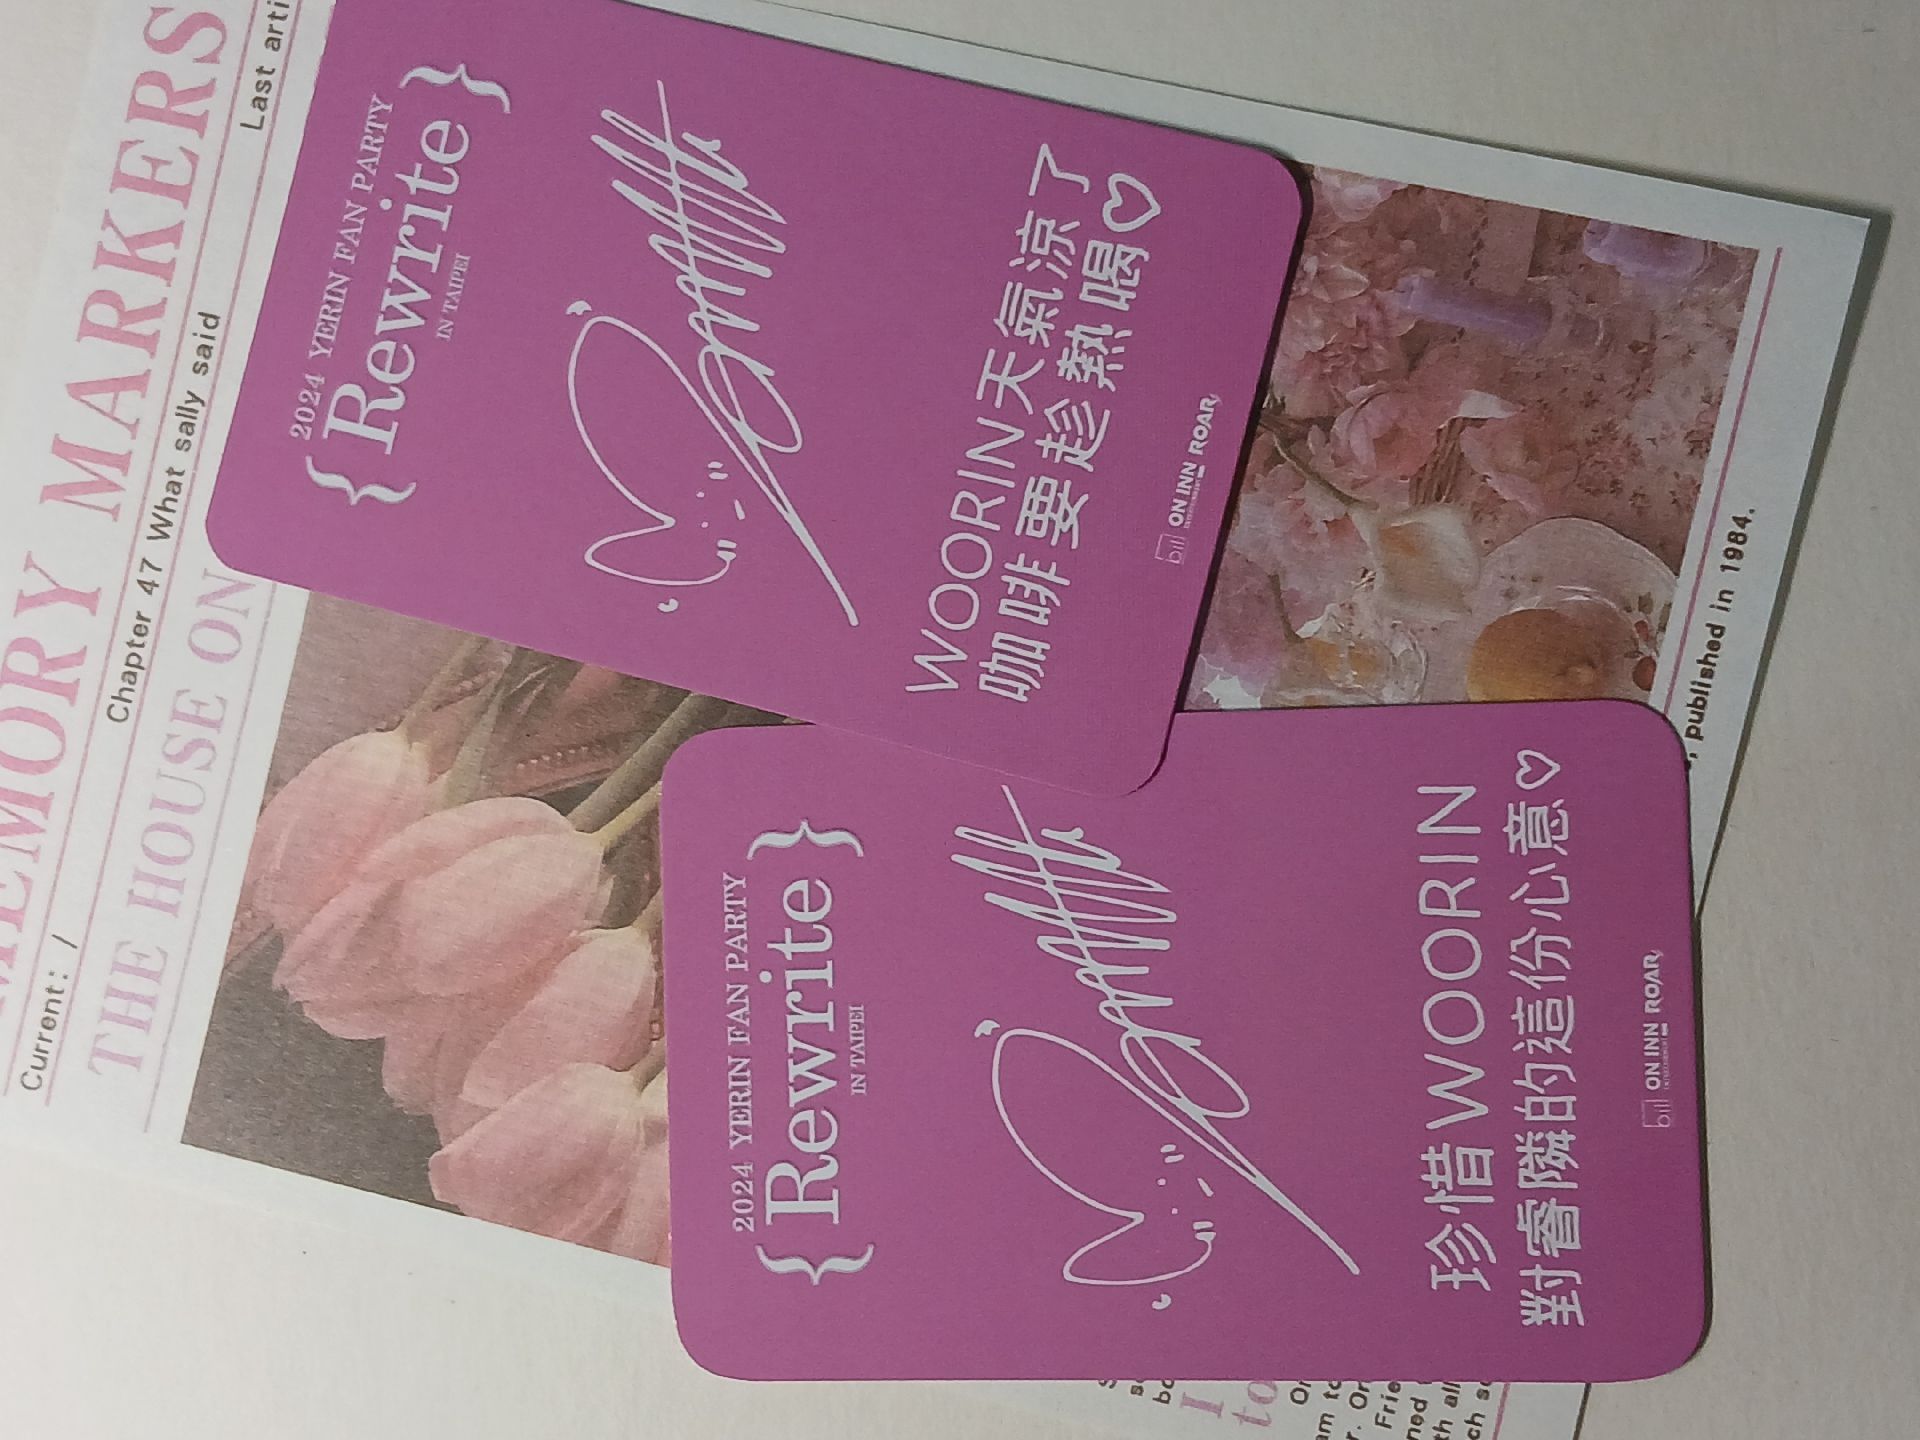 MEMORY MARKERS
Current: /
Chapter 47 What sally said
Last arti
THE HOUSE ON
2024 YERIN FAN PARTY
{ Rewrite }
IN TAIPEI
WOORIN天氣涼了
咖啡要趁熱喝♡
bil ON INN ROAR
, published in 1984.
2024 YERIN FAN PARTY
{ Rewrite }
IN TAIPEI
珍惜WOORIN
對睿隣的這份心意♡
bil ON INN ROAR
I
to